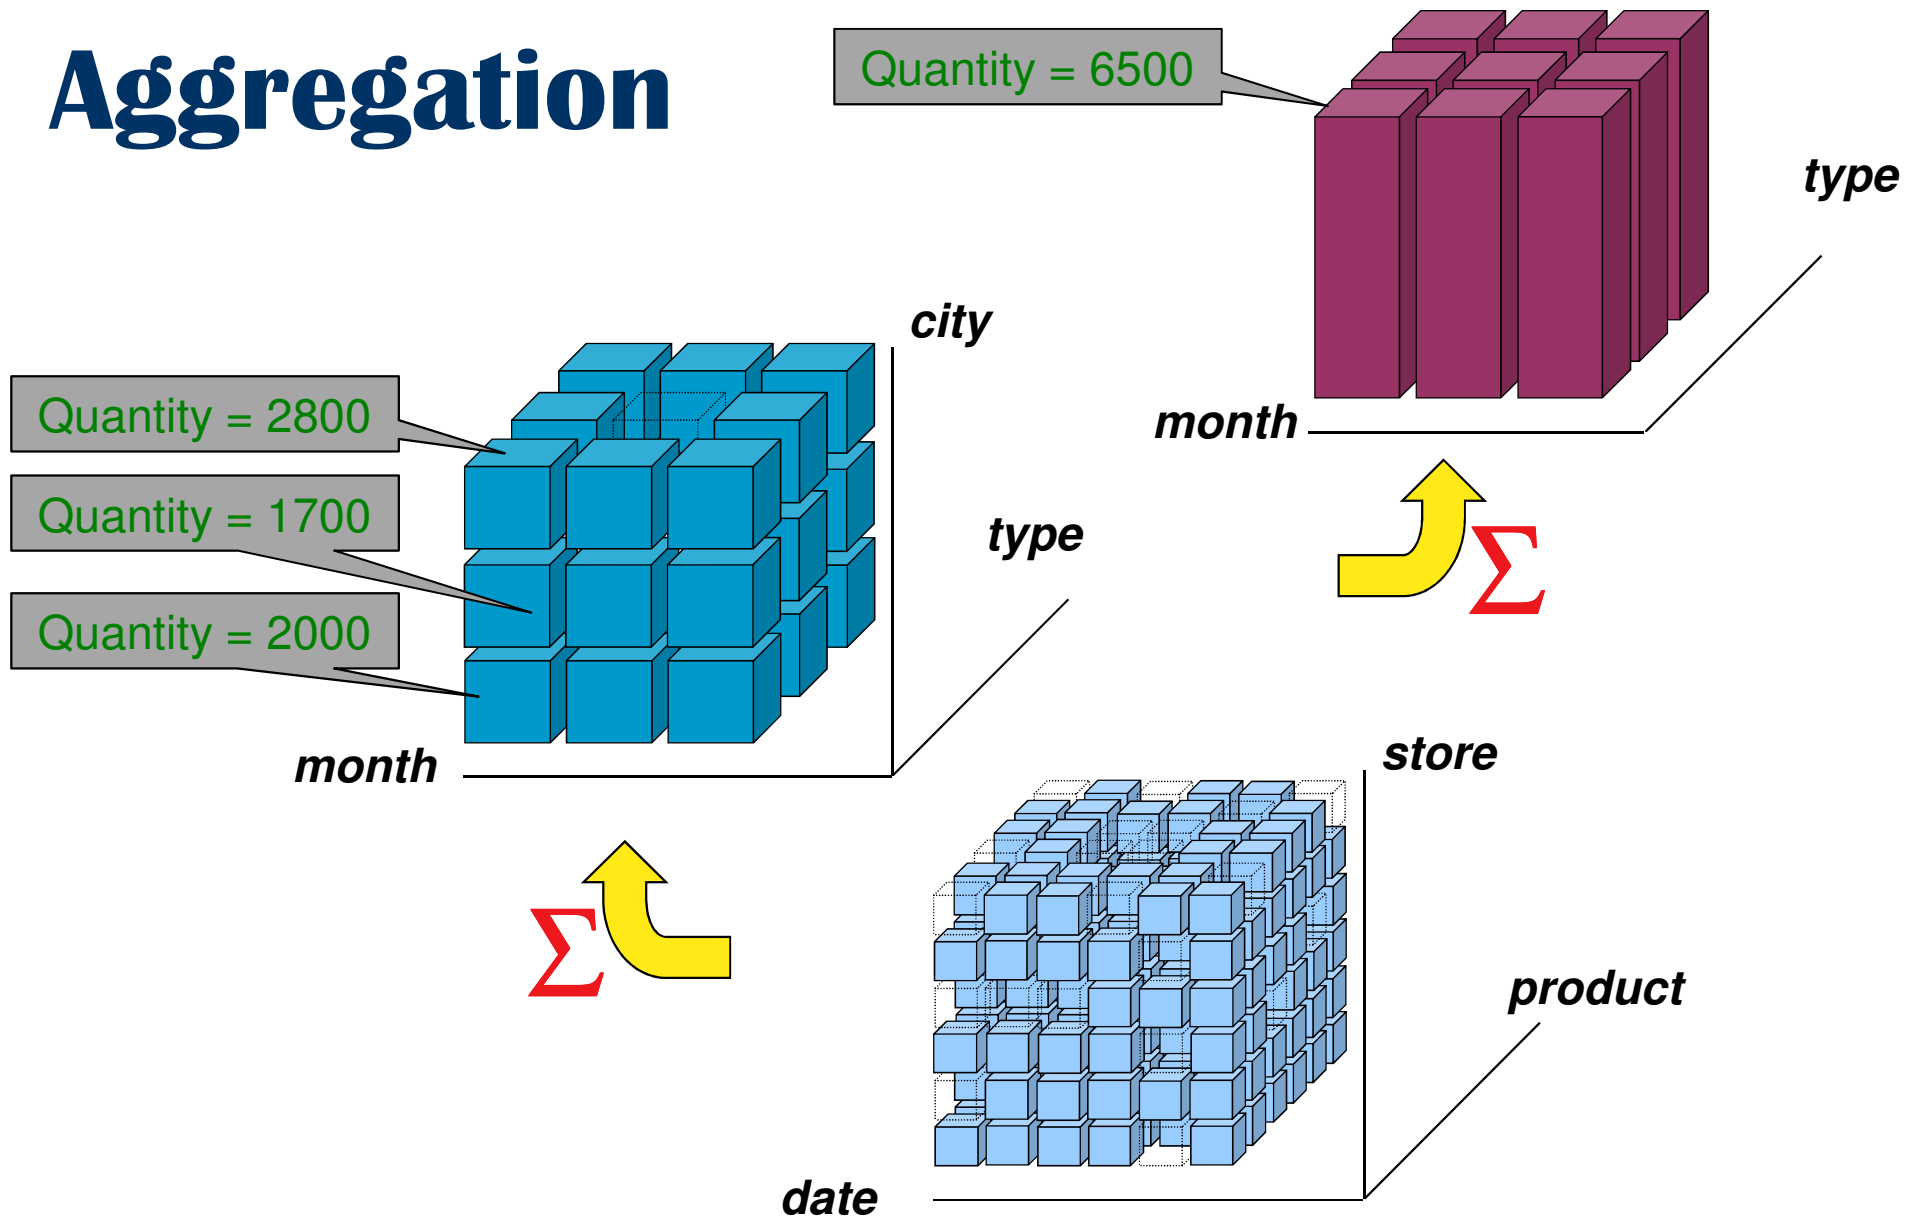 Aggregation
Quantity = 6500
type
city
Quantity = 2800
month
Quantity = 1700
type
Σ
Quantity = 2000
month
store
Σ
product
date